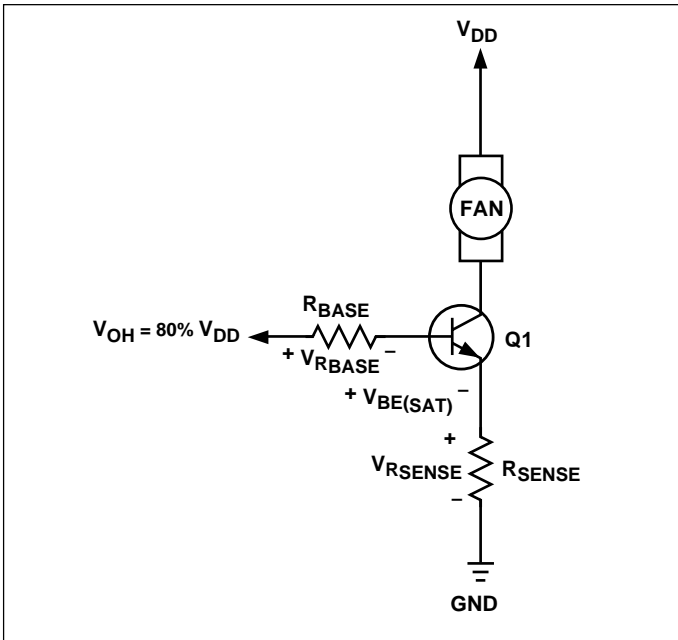 VDD
FAN
RBASE
VOH = 80% VDD
Q1
+ VRBASE −
+ VBE(SAT) −
+
VRSENSE RSENSE
−
GND